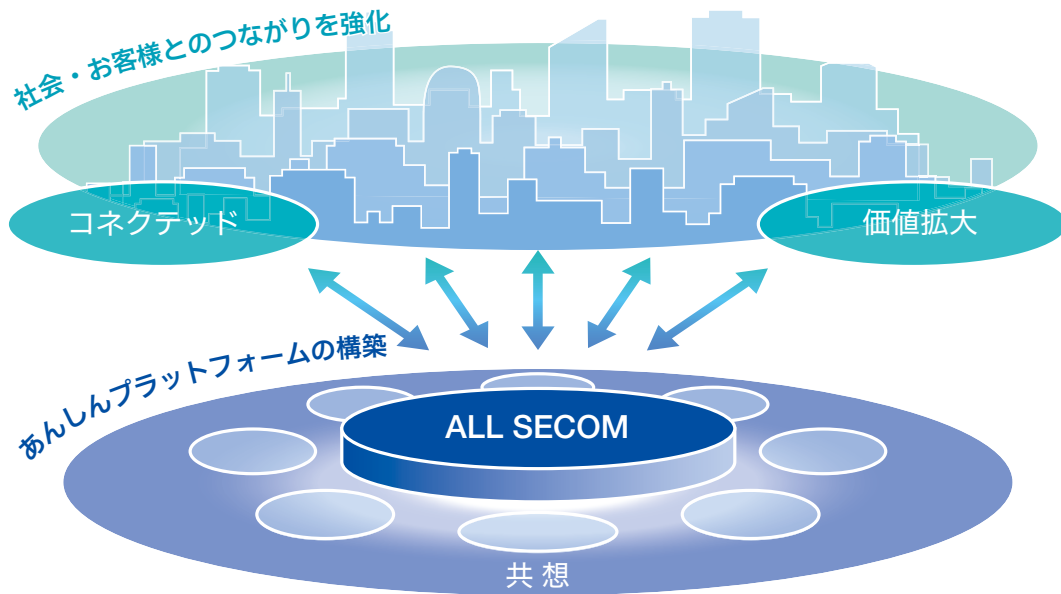 社会・お客様とのつながりを強化
コネクテッド
価値拡大
あんしんプラットフォームの構築
ALL SECOM
共想